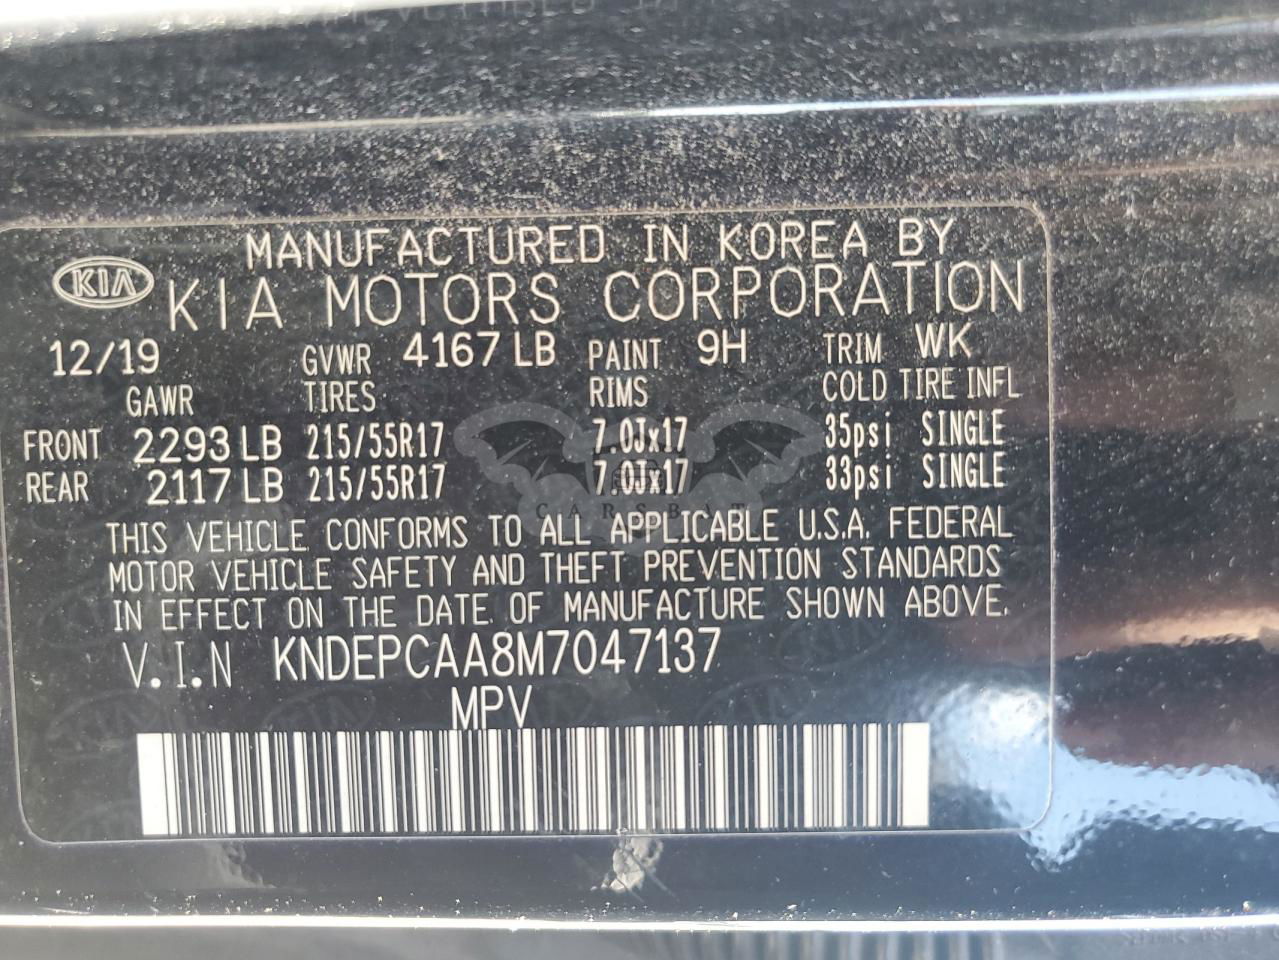 MANUFACTURED IN KOREA BY
KIA KIA MOTORS CORPORATION
12/19 GVWR 4167 LB PAINT 9H TRIM WK
GAWR TIRES RIMS COLD TIRE INFL
FRONT 2293 LB 215/55R17 7.0Jx17 35psi SINGLE
REAR 2117 LB 215/55R17 7.0Jx17 33psi SINGLE
CARSBAT
THIS VEHICLE CONFORMS TO ALL APPLICABLE U.S.A. FEDERAL
MOTOR VEHICLE SAFETY AND THEFT PREVENTION STANDARDS
IN EFFECT ON THE DATE OF MANUFACTURE SHOWN ABOVE.
V.I.N KNDEPCAA8M7047137
MPV